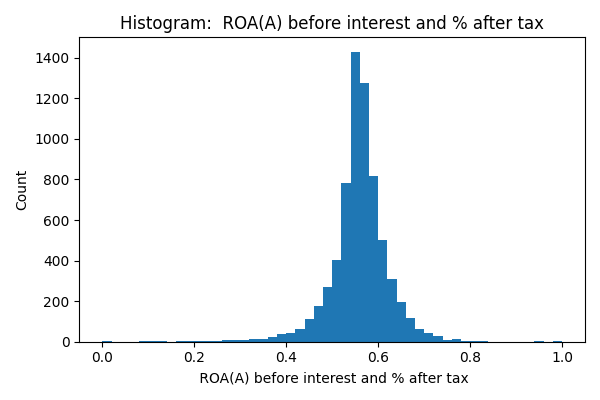 Histogram:  ROA(A) before interest and % after tax
Count
1400
1200
1000
800
600
400
200
0
0.0 0.2 0.4 0.6 0.8 1.0
ROA(A) before interest and % after tax